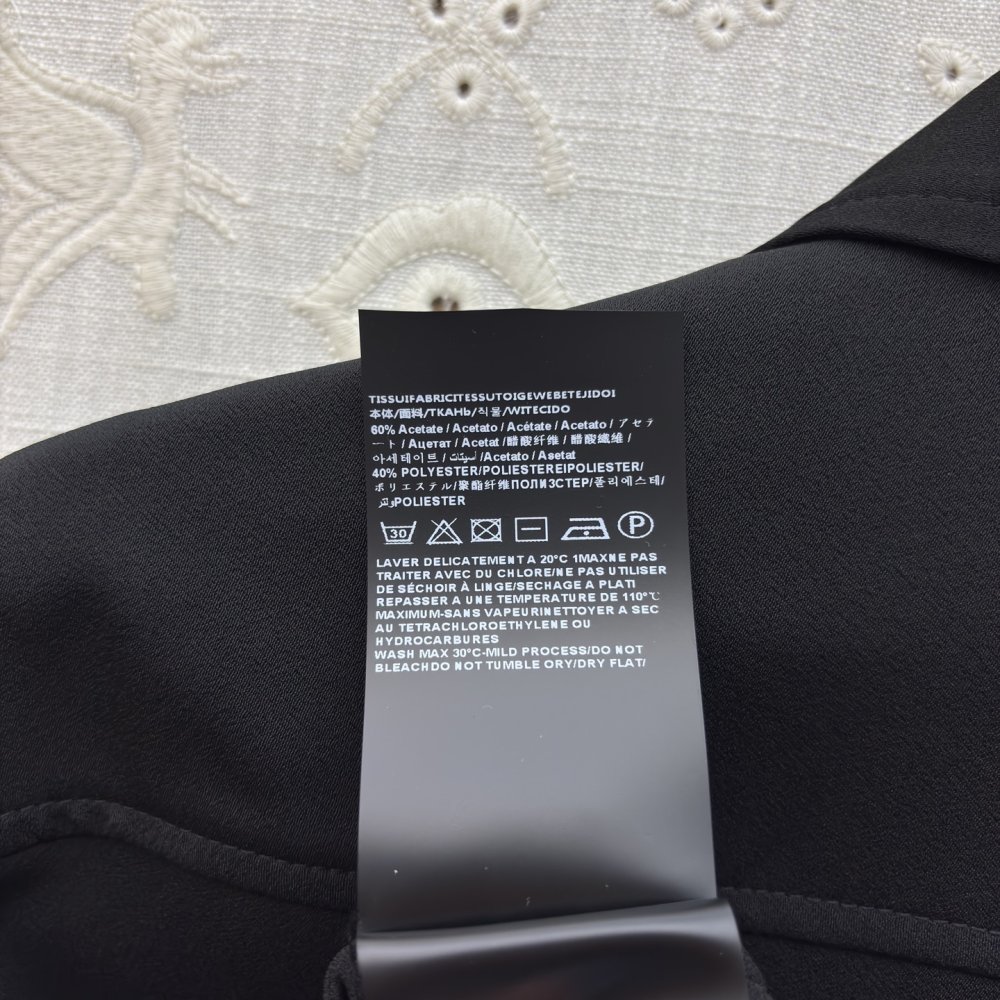 TISSUIFABRICITESSUTOIGEWEBETEJIDOI
本体/面料/ТКАНЬ/직물/WITECIDO
60% Acetate / Acetato / Acétate / Acetato / アセテ
ート / Ацетат / Acetat /醋酸纤维 / 醋酸纖維 /
아세테이트 / أسيتات /Acetato / Asetat
40% POLYESTER/POLIESTEREIPOLIESTER/
ポリエステル/聚酯纤维ПОЛИЗСТЕР/폴리에스테/
POLIESTER
30 P
LAVER DELICATEMENT A 20°C 1MAXNE PAS
TRAITER AVEC DU CHLORE/NE PAS UTILISER
DE SÉCHOIR À LINGE/SECHAGE A PLATI
REPASSER A UNE TEMPERATURE DE 110℃
MAXIMUM-SANS VAPEURINETTOYER A SEC
AU TETRACHLOROETHYLENE OU
HYDROCARBURES
WASH MAX 30°C-MILD PROCESS/DO NOT
BLEACHDO NOT TUMBLE ORY/DRY FLAT/